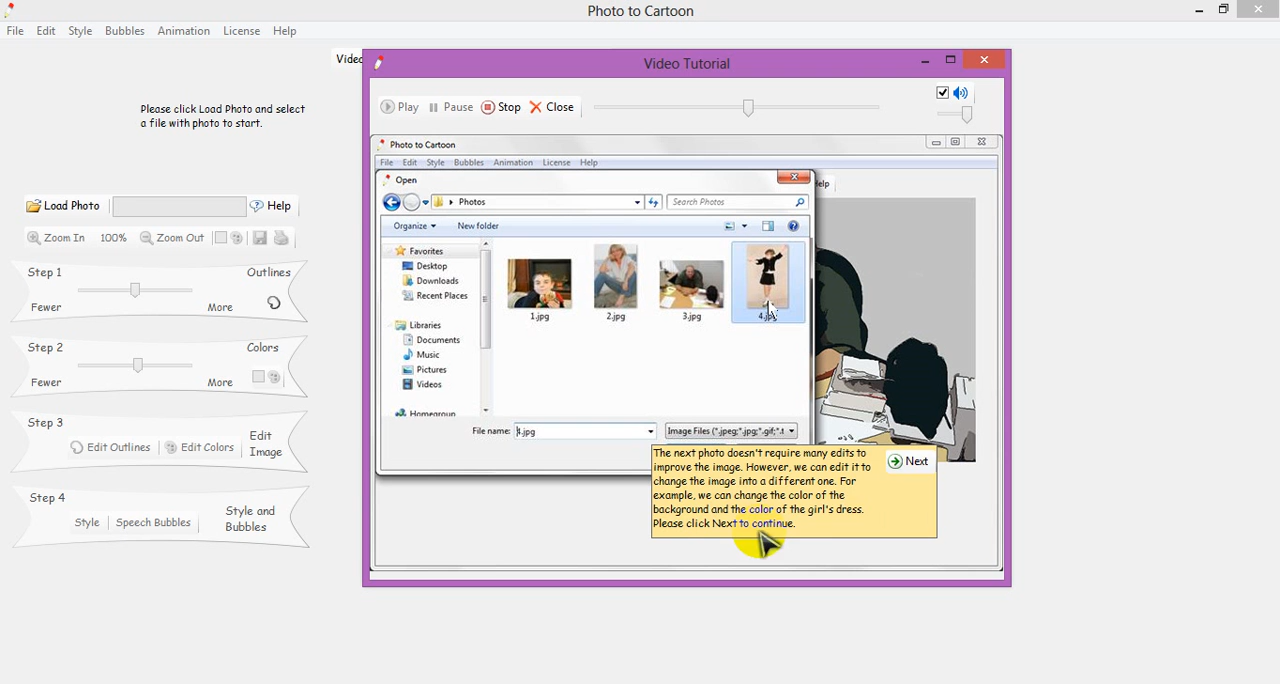 Photo to Cartoon
File Edit Style Bubbles Animation License Help
Please click Load Photo and select
a file with photo to start.
Load Photo Help
Zoom In 100% Zoom Out
Step 1 Outlines
Fewer More
Step 2 Colors
Fewer More
Step 3
Edit Outlines Edit Colors Edit
Image
Step 4
Style Speech Bubbles Style and
Bubbles
Video
Video Tutorial
Play Pause Stop Close
Photo to Cartoon
File Edit Style Bubbles Animation License Help
Help
Open
Photos Search Photos
Organize New folder
Favorites
Desktop
Downloads
Recent Places
Libraries
Documents
Music
Pictures
Videos
Homegroup
1.jpg 2.jpg 3.jpg 4.jpg
File name: 4.jpg Image Files (*.jpeg;*.jpg;*.gif;*.t
The next photo doesn't require many edits to
improve the image. However, we can edit it to
change the image into a different one. For
example, we can change the color of the
background and the color of the girl's dress.
Please click Next to continue.
Next